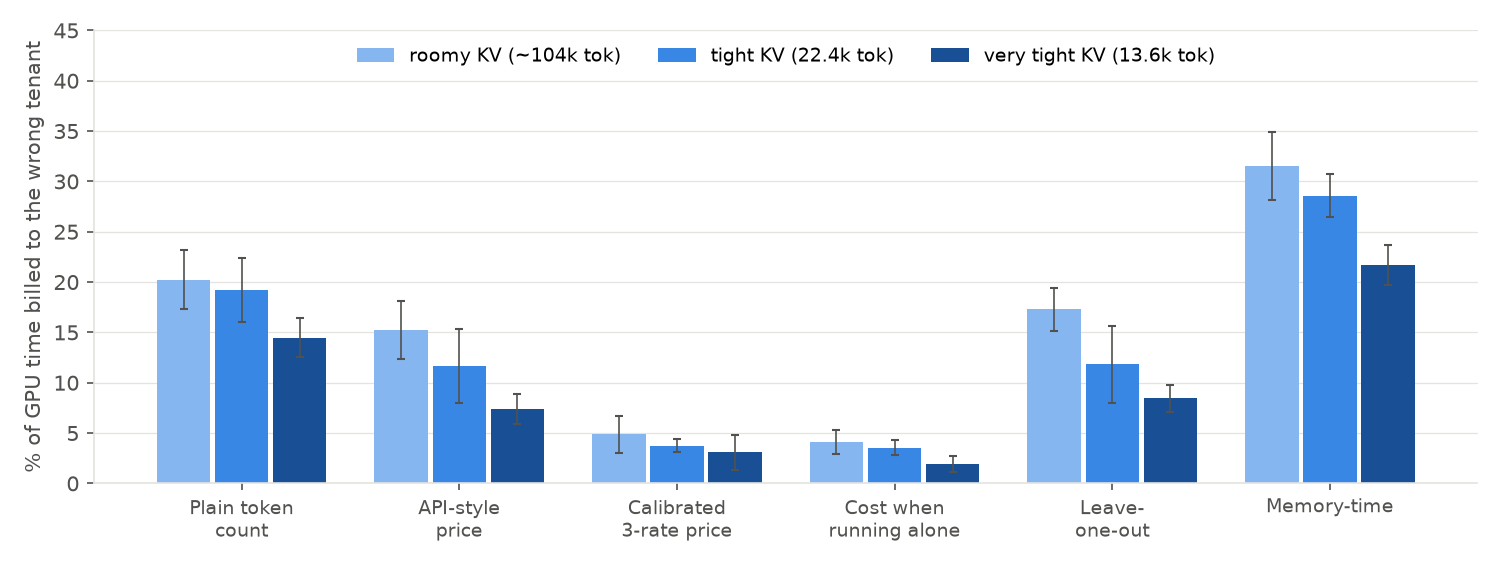 % of GPU time billed to the wrong tenant
45
40
35
30
25
20
15
10
5
0
roomy KV (~104k tok)
tight KV (22.4k tok)
very tight KV (13.6k tok)
Plain token
count
API-style
price
Calibrated
3-rate price
Cost when
running alone
Leave-
one-out
Memory-time